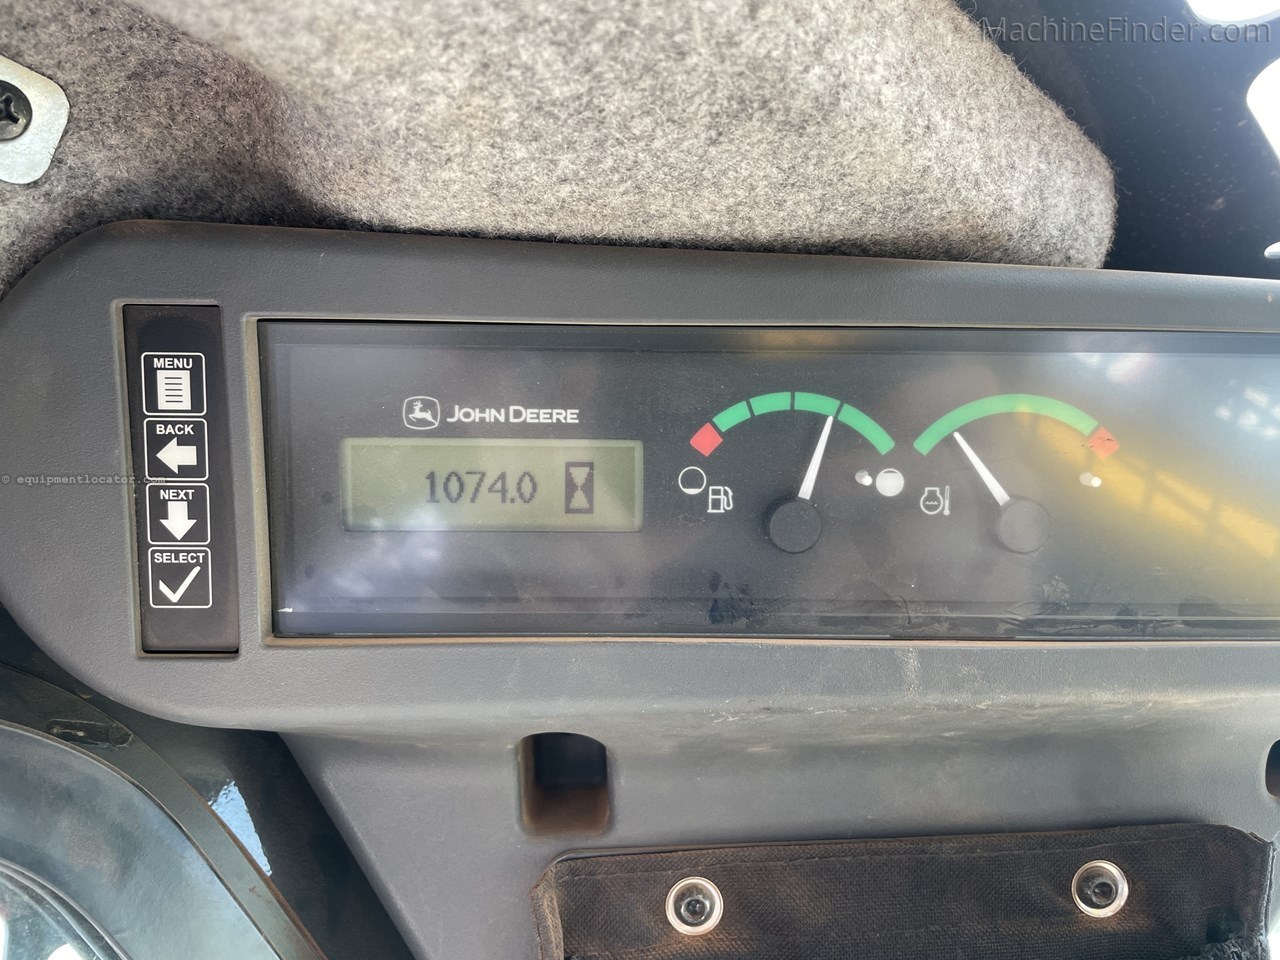 MachineFinder.com
MENU
BACK
NEXT
SELECT
JOHN DEERE
1074.0
© equipmentlocator.com